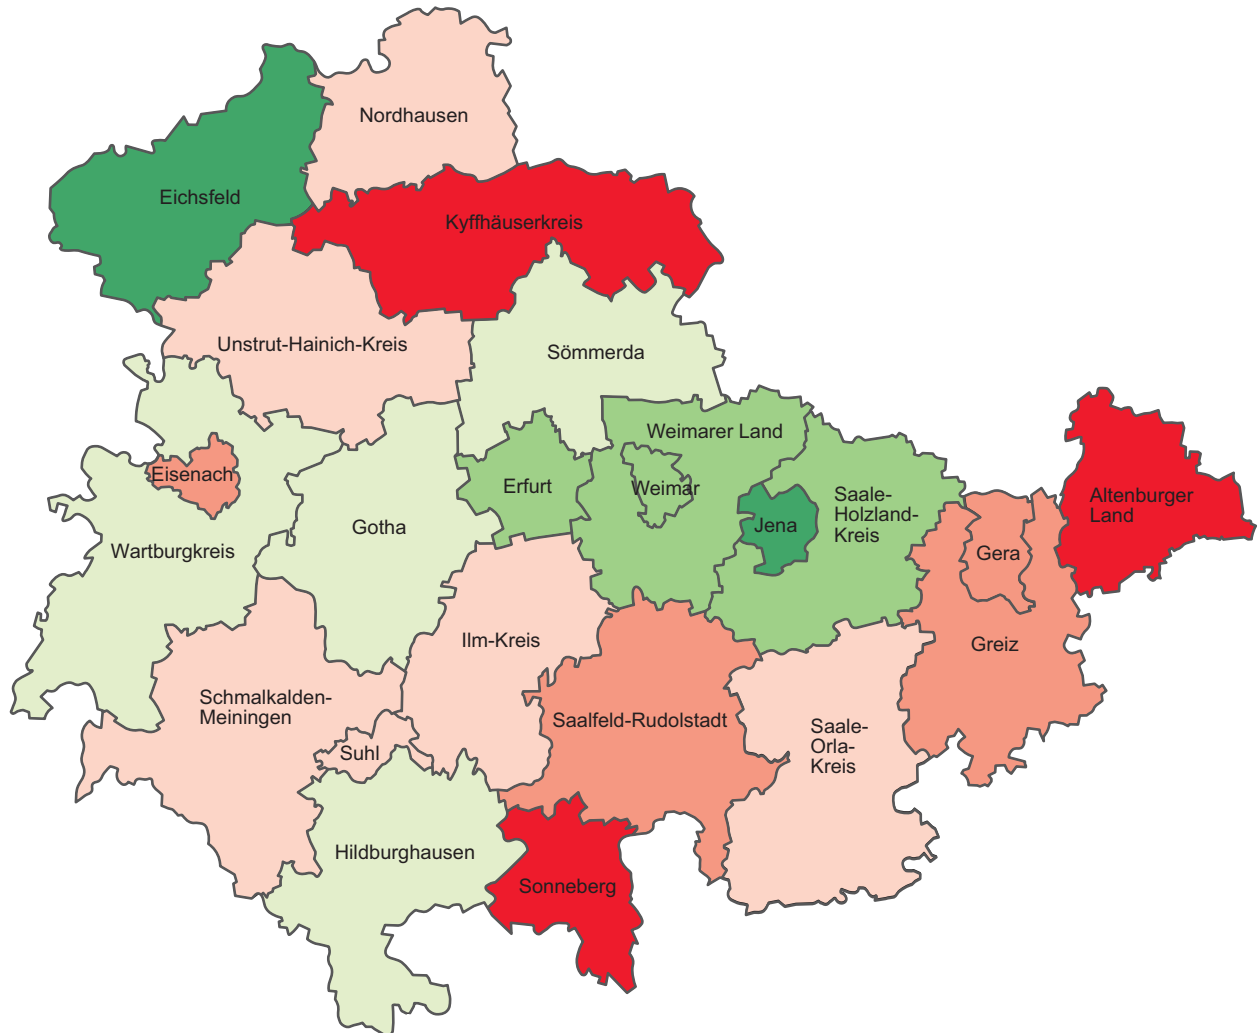 Nordhausen
Eichsfeld
Kyffhäuserkreis
Unstrut-Hainich-Kreis
Sömmerda
Weimarer Land
Eisenach
Erfurt
Weimar
Saale-
Holzland-
Kreis
Altenburger
Land
Gotha
Jena
Wartburgkreis
Gera
Ilm-Kreis
Greiz
Schmalkalden-
Meiningen
Saalfeld-Rudolstadt
Saale-
Orla-
Kreis
Suhl
Hildburghausen
Sonneberg